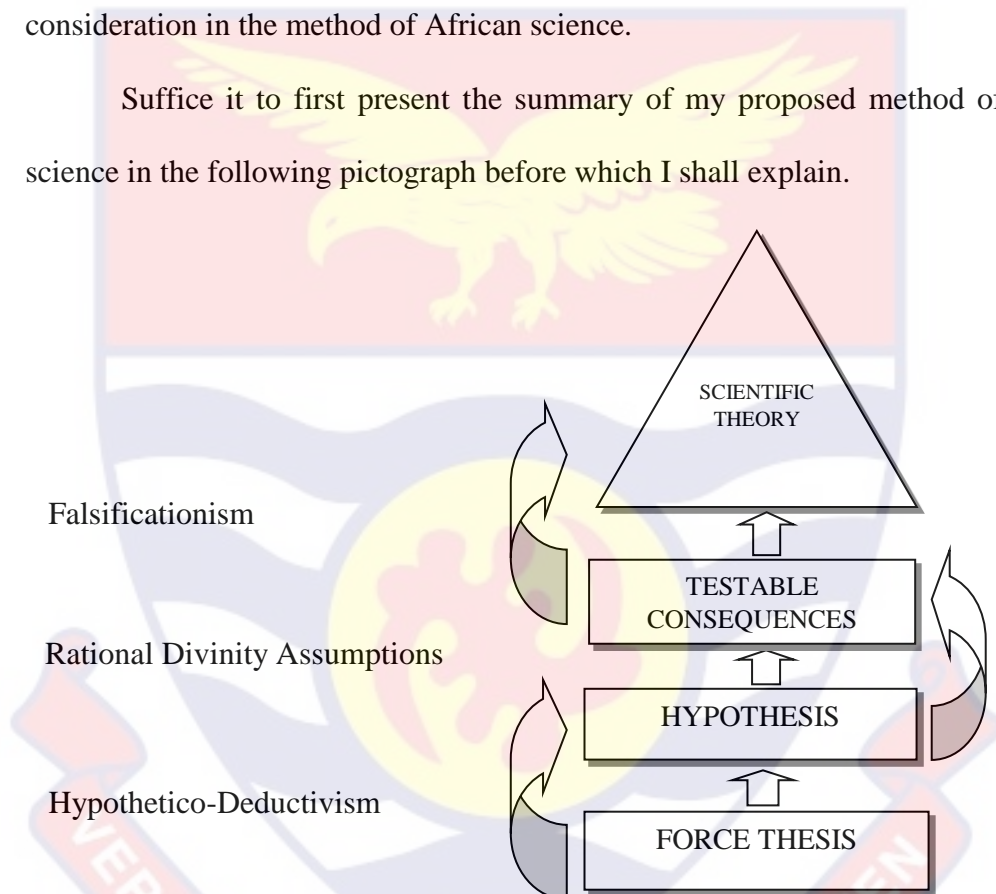 consideration in the method of African science.
Suffice it to first present the summary of my proposed method of
science in the following pictograph before which I shall explain.
SCIENTIFIC
THEORY
Falsificationism
TESTABLE
CONSEQUENCES
Rational Divinity Assumptions
HYPOTHESIS
Hypothetico-Deductivism
FORCE THESIS
VER
EN